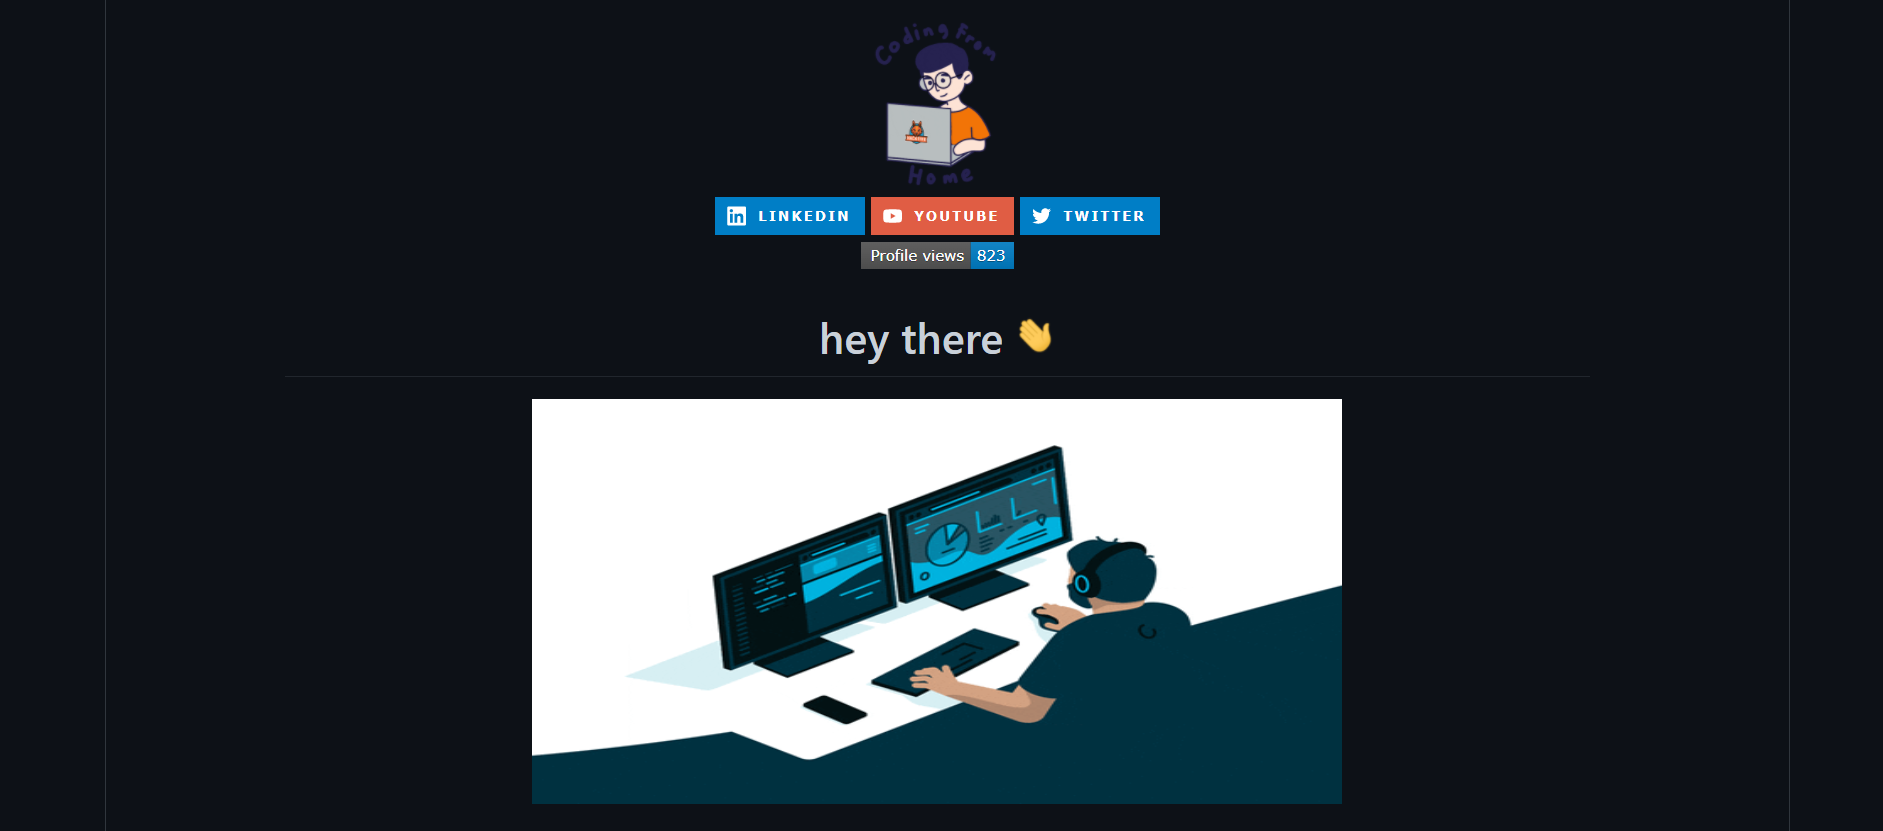 Coding From
Home
LINKEDIN
YOUTUBE
TWITTER
Profile views 823
hey there 👋